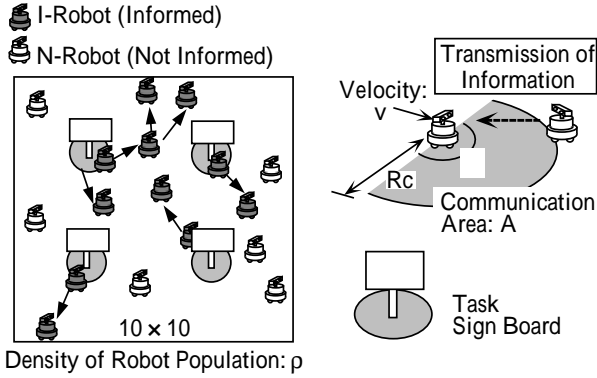 I-Robot (Informed)
N-Robot (Not Informed)
Transmission of
Information
Velocity:
v
Rc
Communication
Area: A
Task
Sign Board
10 × 10
Density of Robot Population: ρ